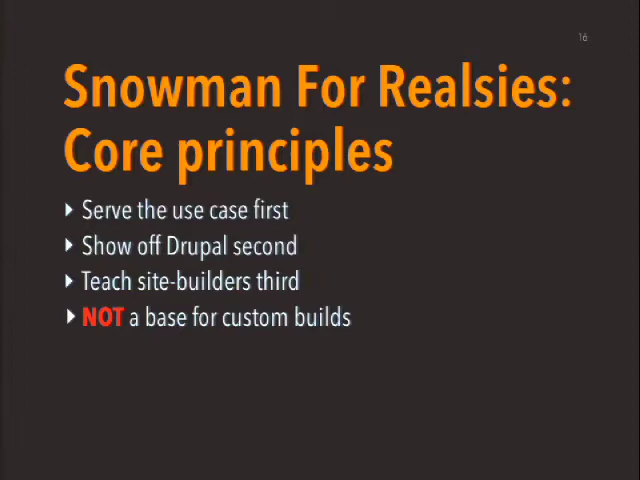 16
Snowman For Realsies:
Core principles
Serve the use case first
Show off Drupal second
Teach site-builders third
NOT a base for custom builds